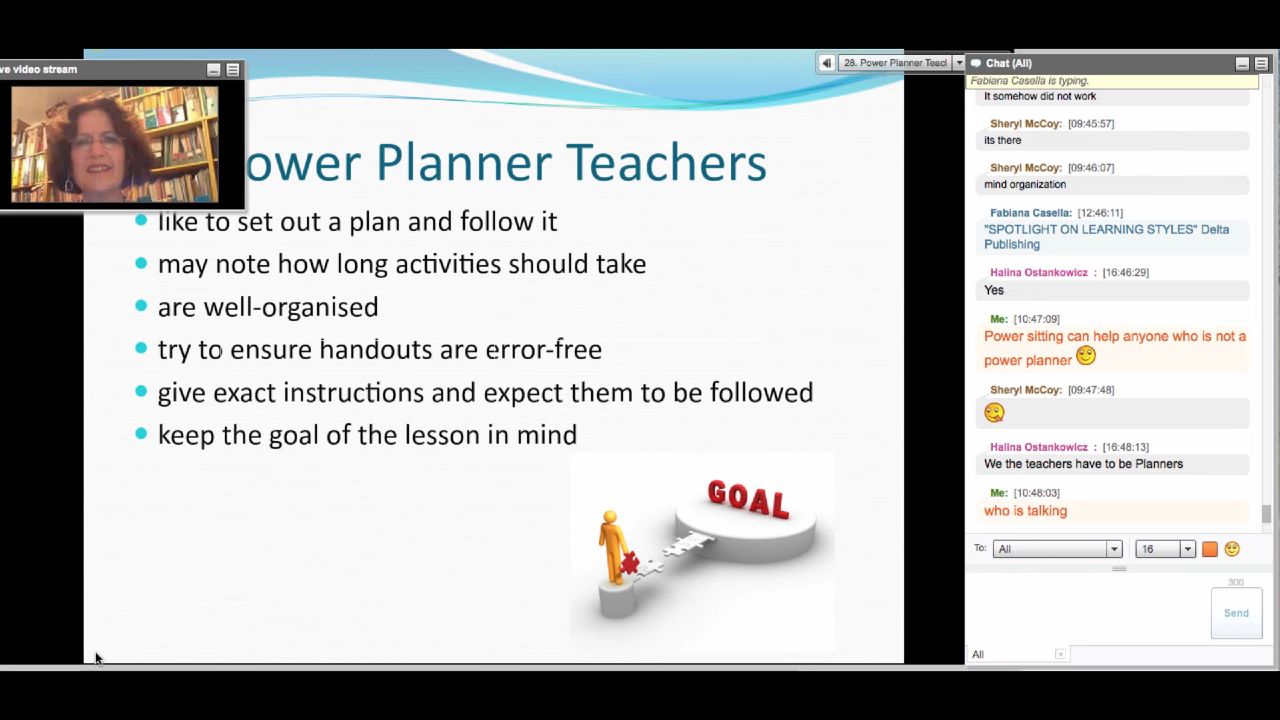 ve video stream
28. Power Planner Teacl
ower Planner Teachers
like to set out a plan and follow it
may note how long activities should take
are well-organised
try to ensure handouts are error-free
give exact instructions and expect them to be followed
keep the goal of the lesson in mind
GOAL
Chat (All)
Fabiana Casella is typing.
It somehow did not work
Sheryl McCoy: [09:45:57]
its there
Sheryl McCoy: [09:46:07]
mind organization
Fabiana Casella: [12:46:11]
"SPOTLIGHT ON LEARNING STYLES" Delta
Publishing
Halina Ostankowicz : [16:46:29]
Yes
Me: [10:47:09]
Power sitting can help anyone who is not a
power planner
Sheryl McCoy: [09:47:48]
Halina Ostankowicz : [16:48:13]
We the teachers have to be Planners
Me: [10:48:03]
who is talking
To: All 16
300
Send
All